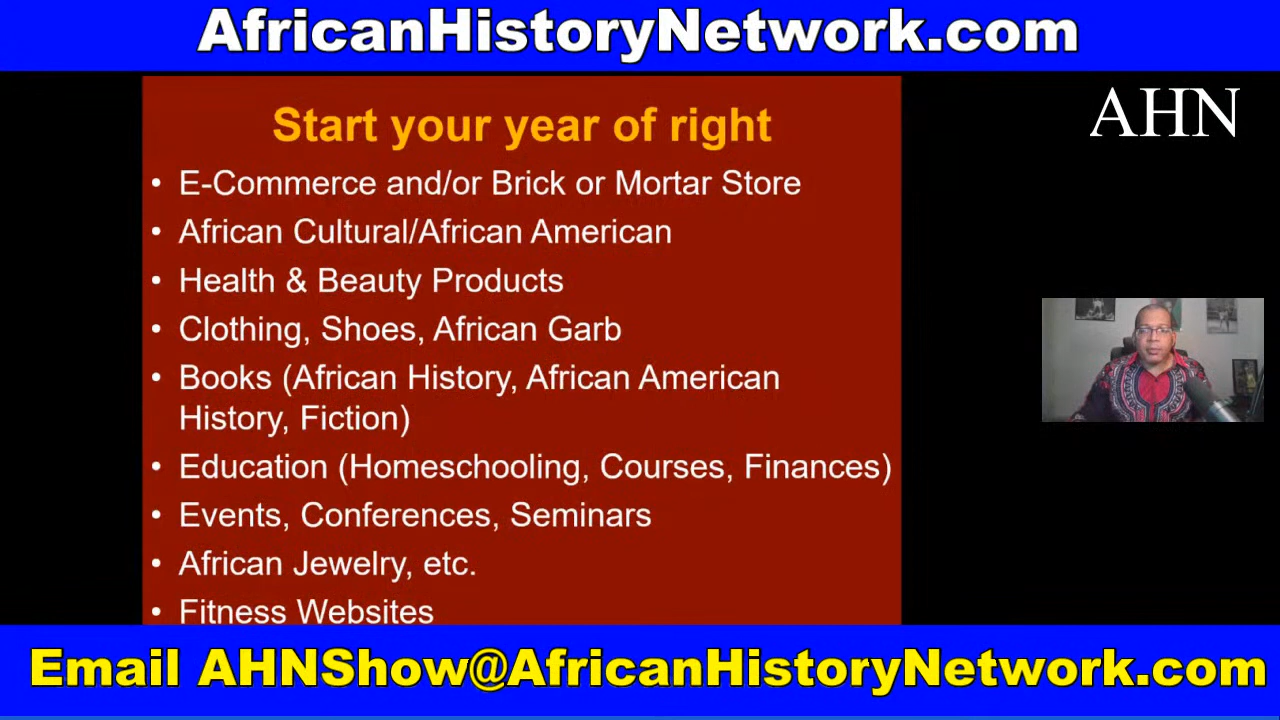 AfricanHistoryNetwork.com
AHN
Start your year of right
• E-Commerce and/or Brick or Mortar Store
• African Cultural/African American
• Health & Beauty Products
• Clothing, Shoes, African Garb
• Books (African History, African American
History, Fiction)
• Education (Homeschooling, Courses, Finances)
• Events, Conferences, Seminars
• African Jewelry, etc.
• Fitness Websites
Email AHNShow@AfricanHistoryNetwork.com